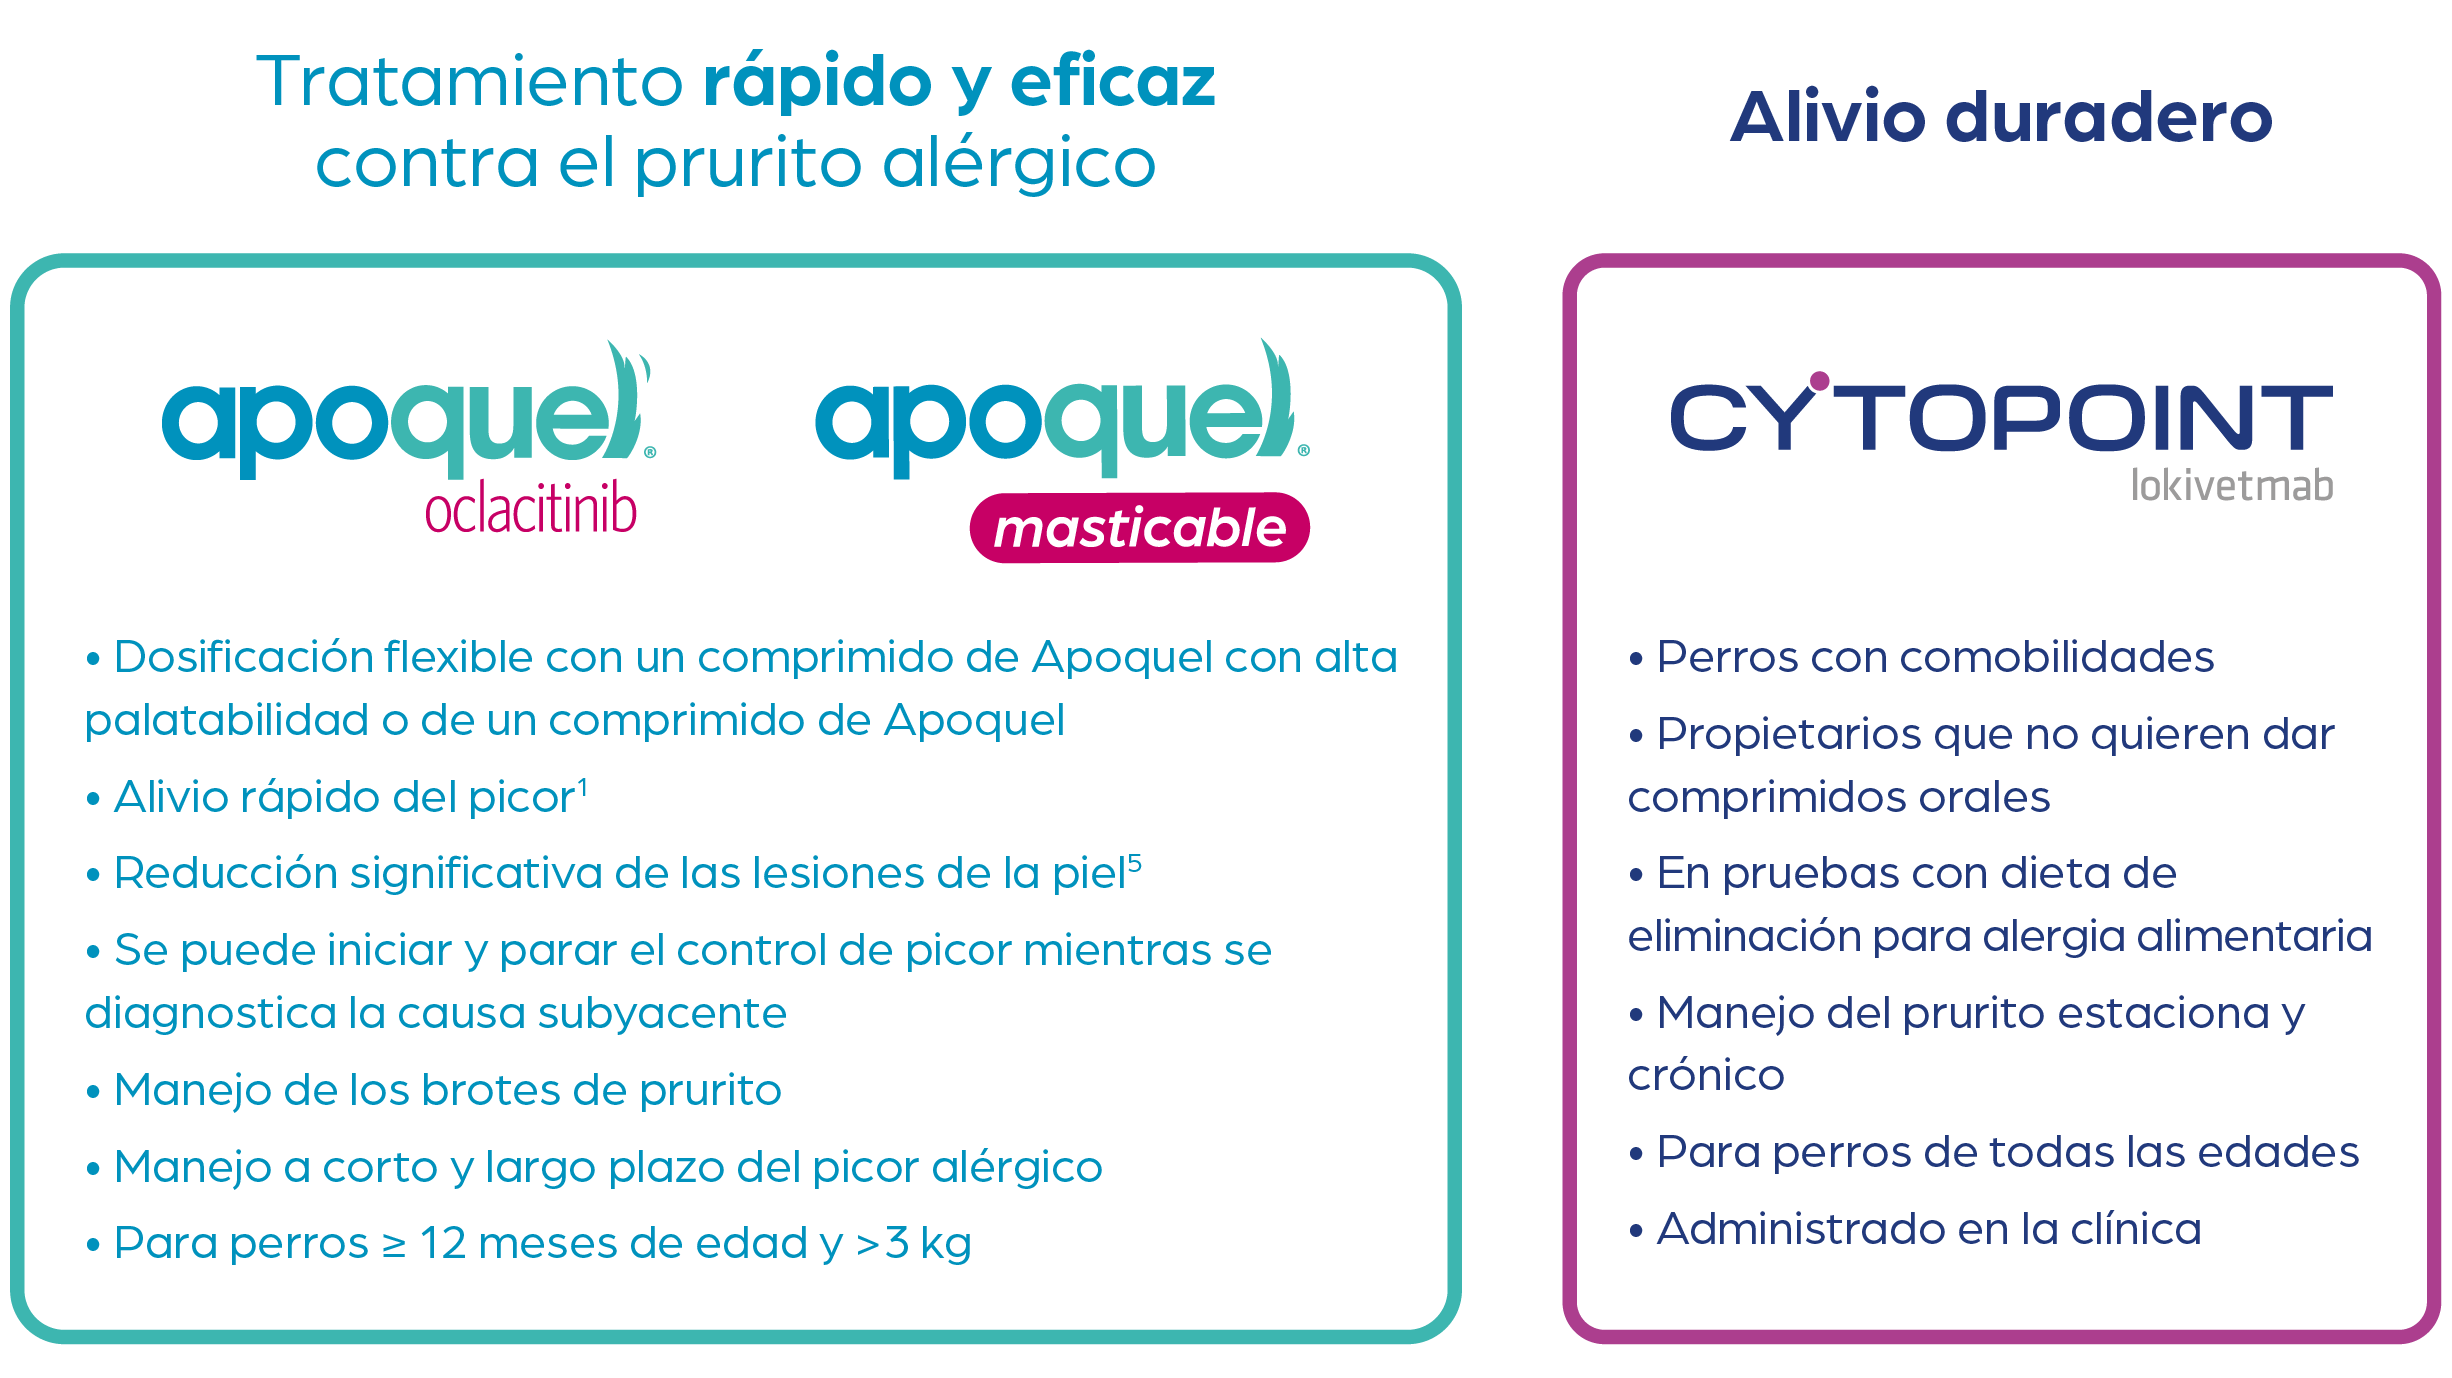 Tratamiento rápido y eficaz
contra el prurito alérgico
apoquel®
oclacitinib
apoquel®
masticable
• Dosificación flexible con un comprimido de Apoquel con alta
palatabilidad o de un comprimido de Apoquel
• Alivio rápido del picor¹
• Reducción significativa de las lesiones de la piel⁵
• Se puede iniciar y parar el control de picor mientras se
diagnostica la causa subyacente
• Manejo de los brotes de prurito
• Manejo a corto y largo plazo del picor alérgico
• Para perros ≥ 12 meses de edad y >3 kg
Alivio duradero
CYTOPOINT
lokivetmab
• Perros con comobilidades
• Propietarios que no quieren dar
comprimidos orales
• En pruebas con dieta de
eliminación para alergia alimentaria
• Manejo del prurito estaciona y
crónico
• Para perros de todas las edades
• Administrado en la clínica